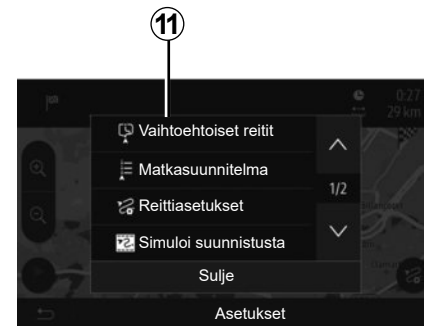 11
0:27
29 km
Vaihtoehtoiset reitit
Matkasuunnitelma
1/2
Reittiasetukset
Simuloi suunnistusta
Sulje
Asetukset